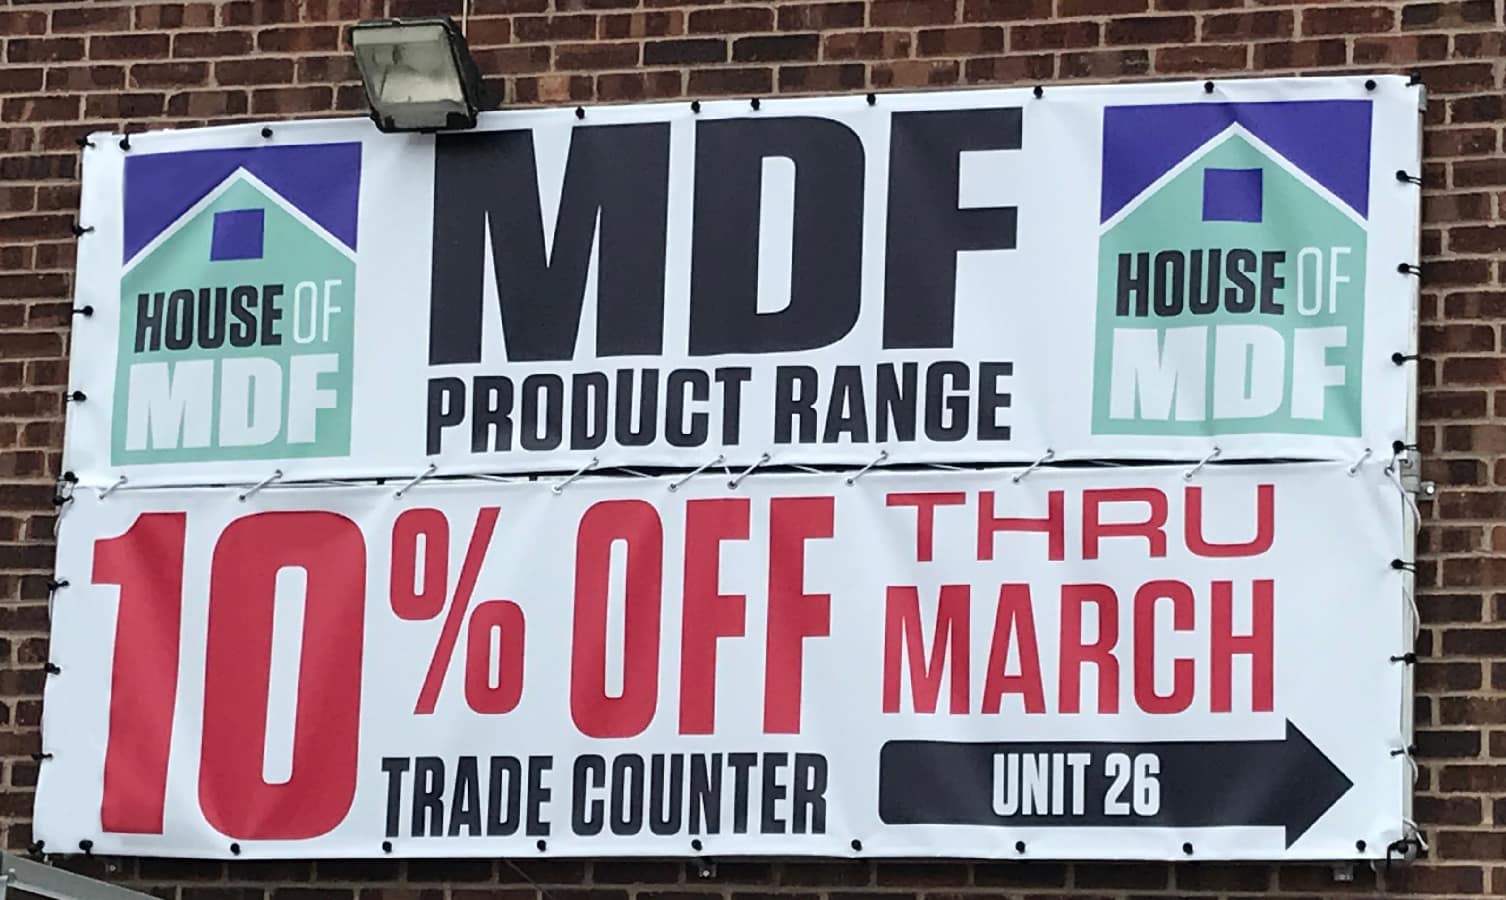 HOUSE OF
MDF
MDF
PRODUCT RANGE
HOUSE OF
MDF
10% OFF
THRU
MARCH
TRADE COUNTER
UNIT 26